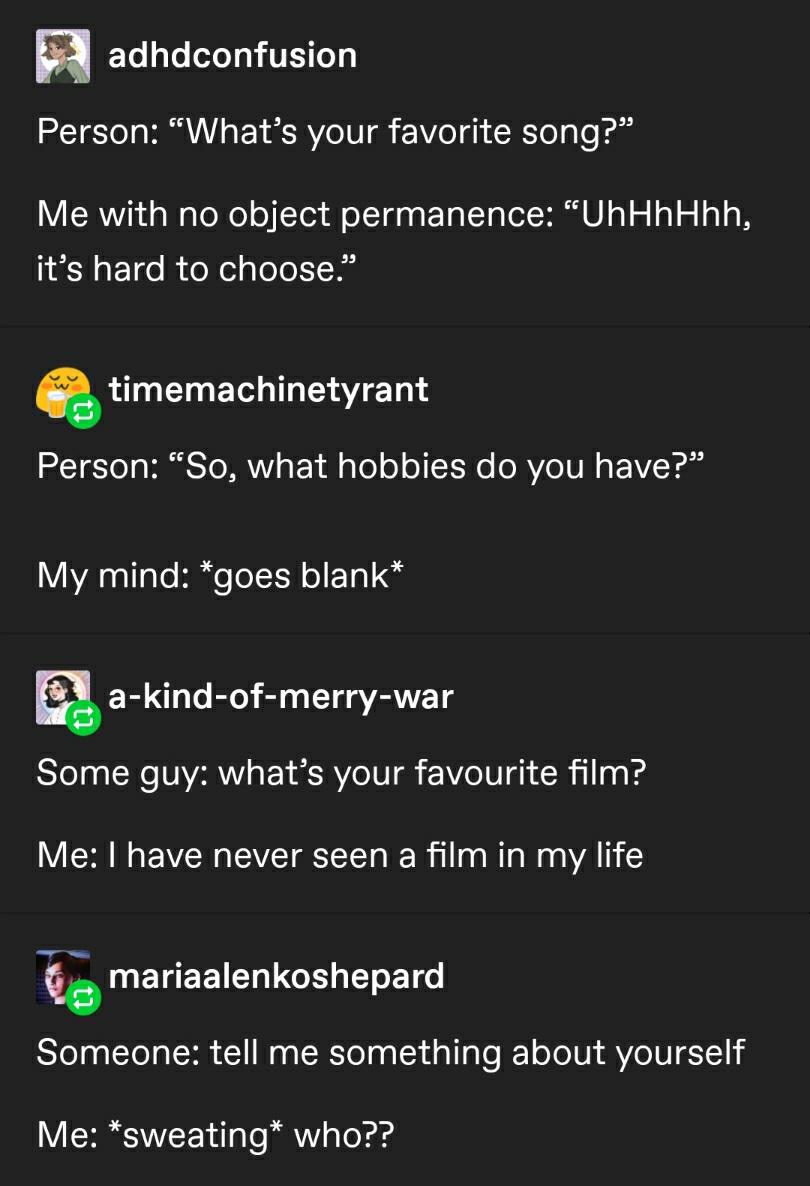 adhdconfusion
Person: “What’s your favorite song?”
Me with no object permanence: “UhHhHhh,
it’s hard to choose.”
timemachinetyrant
Person: “So, what hobbies do you have?”
My mind: *goes blank*
a-kind-of-merry-war
Some guy: what’s your favourite film?
Me: I have never seen a film in my life
mariaalenkoshepard
Someone: tell me something about yourself
Me: *sweating* who??